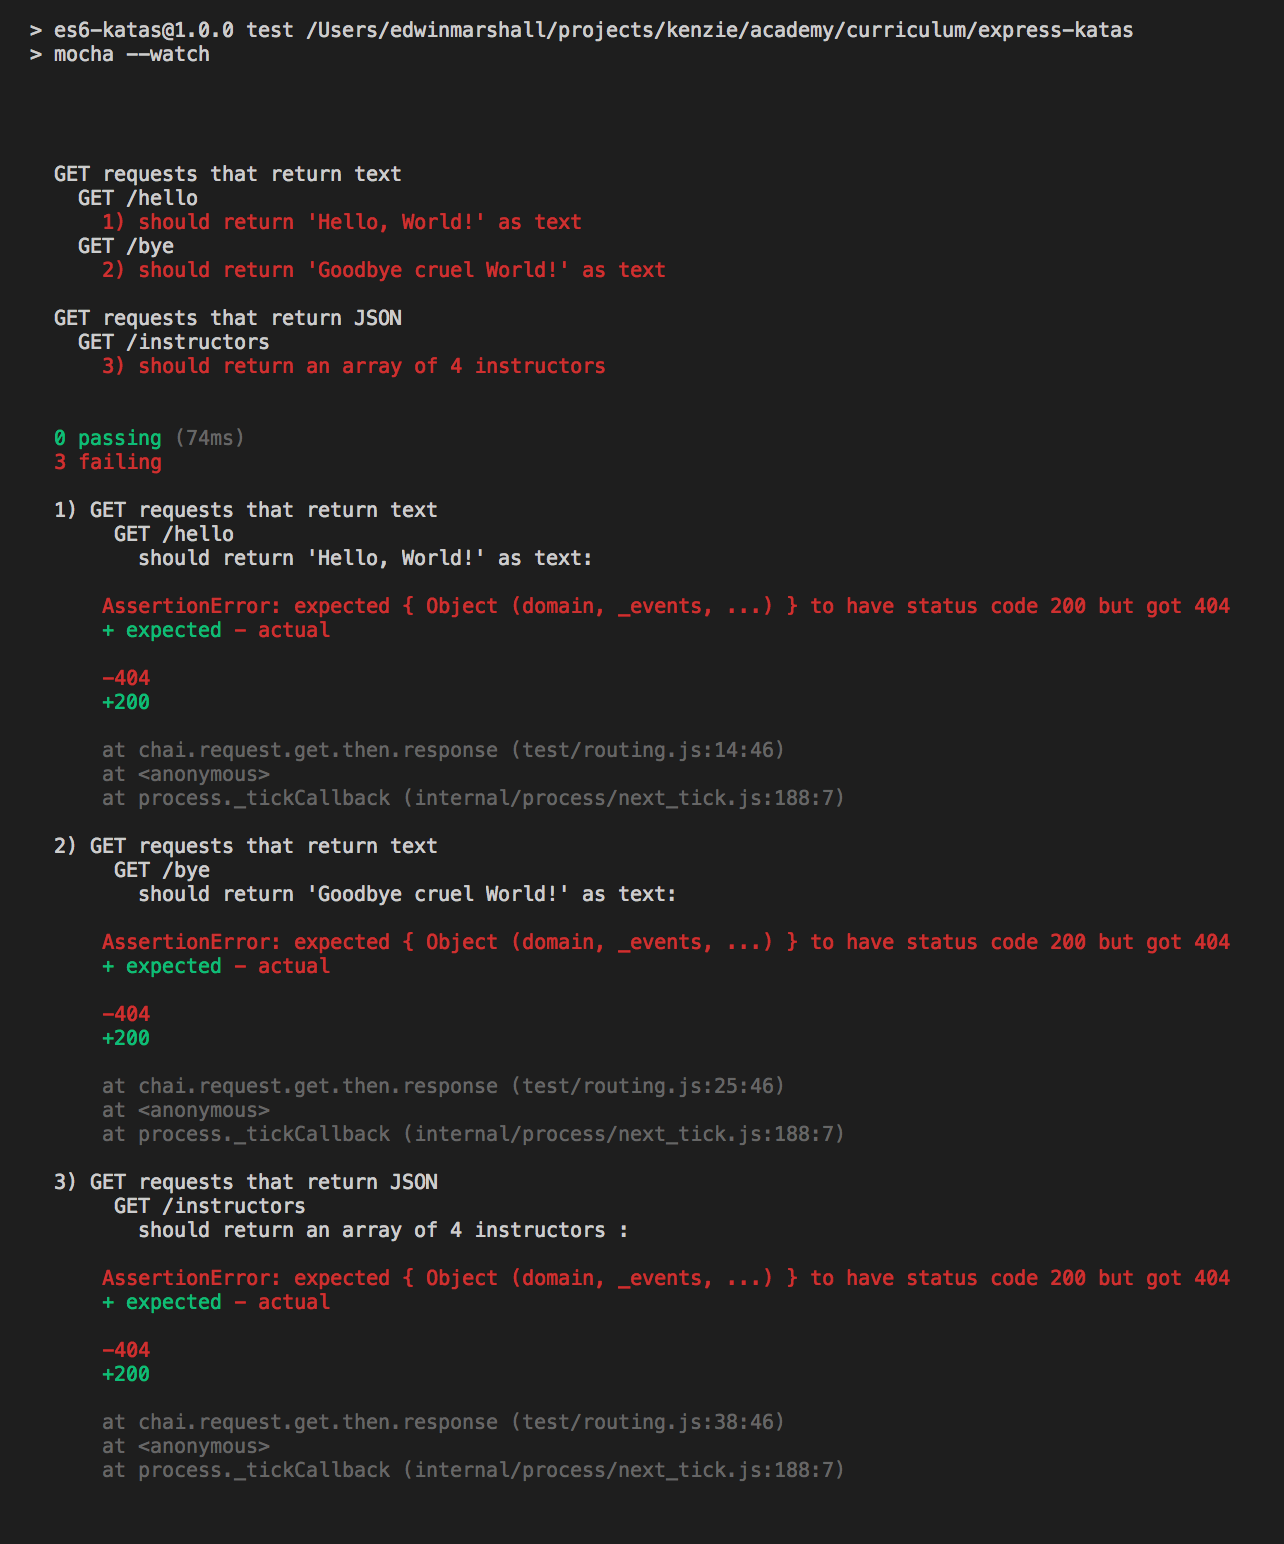 > es6-katas@1.0.0 test /Users/edwinmarshall/projects/kenzie/academy/curriculum/express-katas
> mocha --watch
GET requests that return text
GET /hello
1) should return 'Hello, World!' as text
GET /bye
2) should return 'Goodbye cruel World!' as text
GET requests that return JSON
GET /instructors
3) should return an array of 4 instructors
0 passing (74ms)
3 failing
1) GET requests that return text
GET /hello
should return 'Hello, World!' as text:
AssertionError: expected { Object (domain, _events, ...) } to have status code 200 but got 404
+ expected - actual
-404
+200
at chai.request.get.then.response (test/routing.js:14:46)
at <anonymous>
at process._tickCallback (internal/process/next_tick.js:188:7)
2) GET requests that return text
GET /bye
should return 'Goodbye cruel World!' as text:
AssertionError: expected { Object (domain, _events, ...) } to have status code 200 but got 404
+ expected - actual
-404
+200
at chai.request.get.then.response (test/routing.js:25:46)
at <anonymous>
at process._tickCallback (internal/process/next_tick.js:188:7)
3) GET requests that return JSON
GET /instructors
should return an array of 4 instructors :
AssertionError: expected { Object (domain, _events, ...) } to have status code 200 but got 404
+ expected - actual
-404
+200
at chai.request.get.then.response (test/routing.js:38:46)
at <anonymous>
at process._tickCallback (internal/process/next_tick.js:188:7)